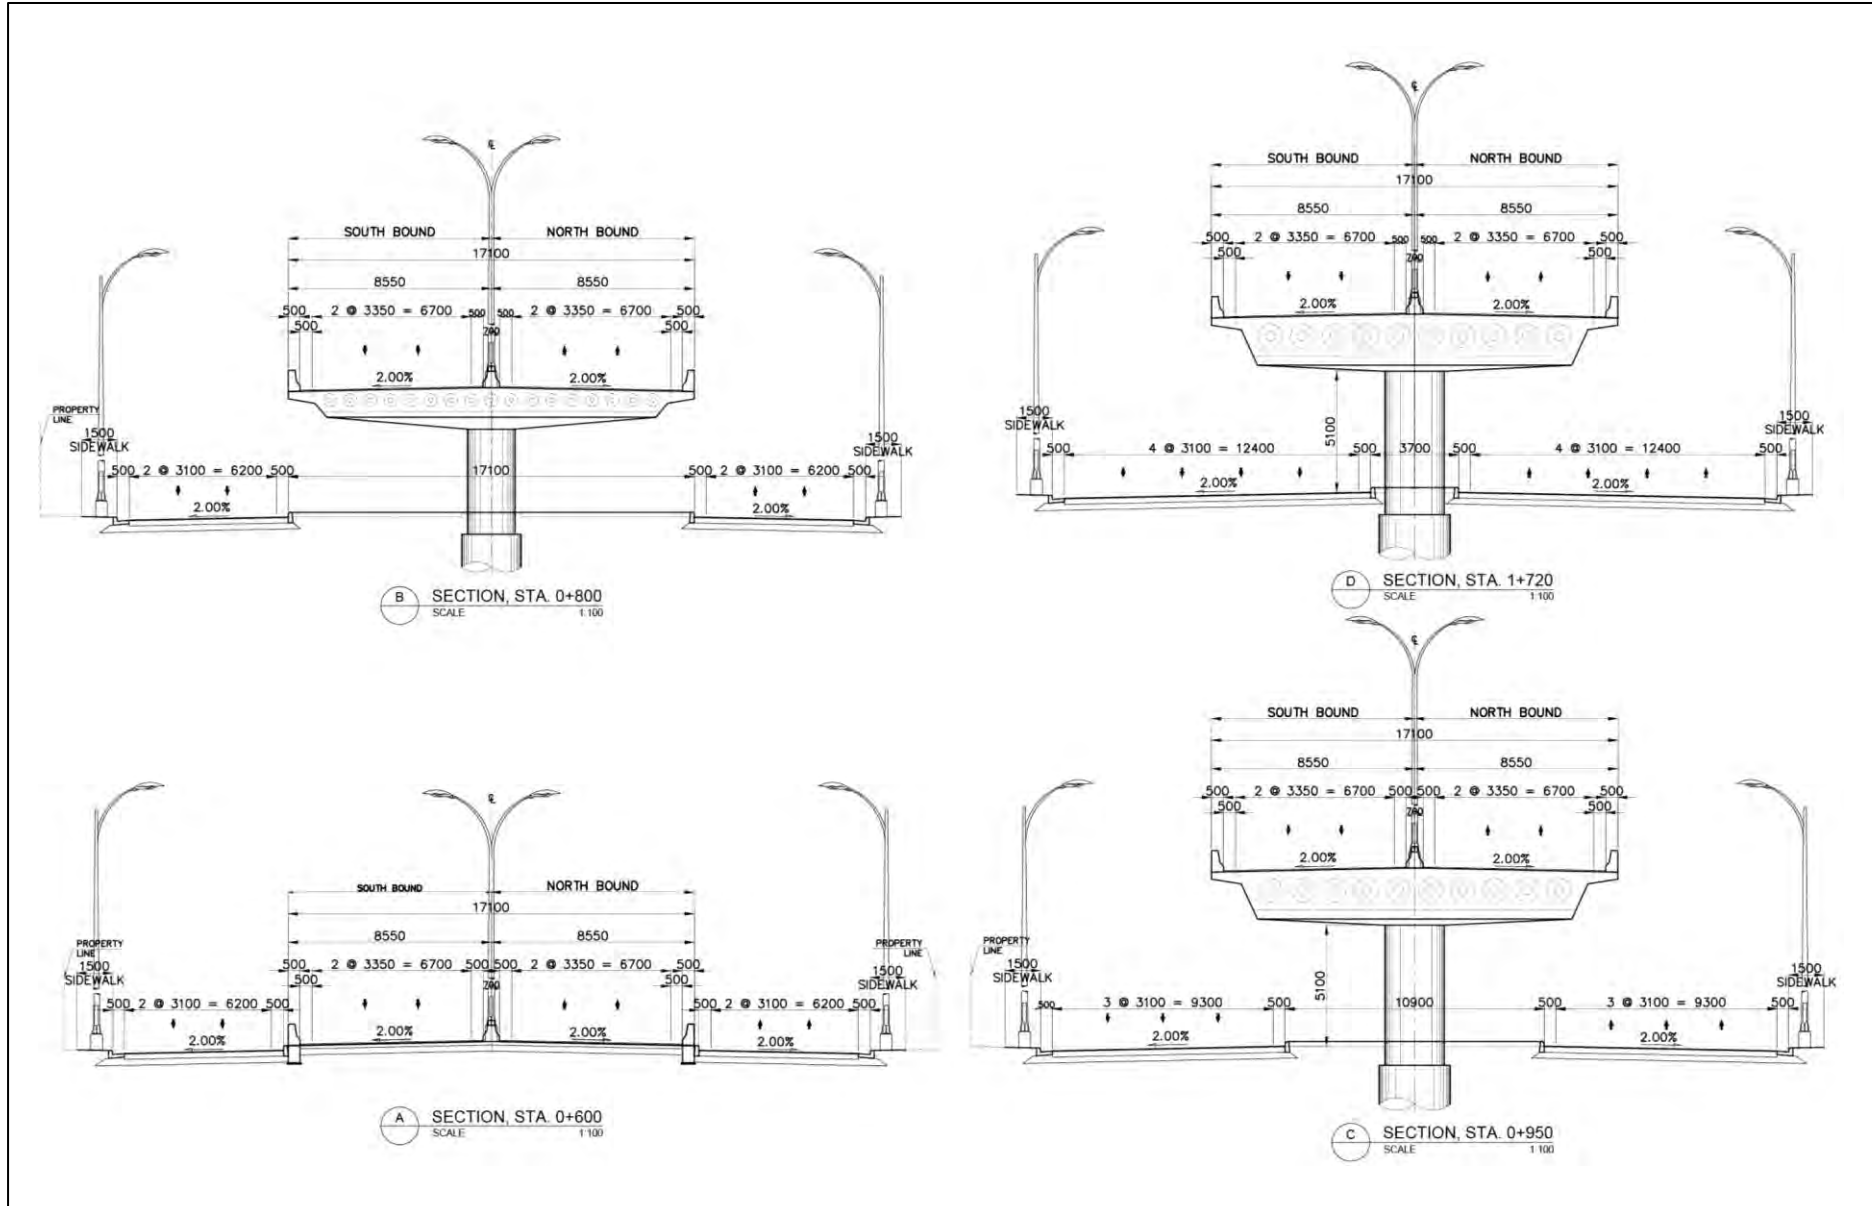 ℄
SOUTH BOUND NORTH BOUND
17100
8550 8550
500 2 @ 3350 = 6700 500 500 2 @ 3350 = 6700 500
500 700 500
2.00% 2.00%
PROPERTY
LINE
1500
SIDEWALK
1500
SIDEWALK
500 2 @ 3100 = 6200 500 17100 500 2 @ 3100 = 6200 500
2.00% 2.00%
B SECTION, STA. 0+800
SCALE 1:100
℄
SOUTH BOUND NORTH BOUND
17100
8550 8550
500 2 @ 3350 = 6700 500 500 2 @ 3350 = 6700 500
500 700 500
2.00% 2.00%
1500
SIDEWALK
1500
SIDEWALK
5100
500 4 @ 3100 = 12400 500 3700 500 4 @ 3100 = 12400 500
2.00% 2.00%
D SECTION, STA. 1+720
SCALE 1:100
℄
SOUTH BOUND NORTH BOUND
17100
8550 8550
PROPERTY
LINE
PROPERTY
LINE
500 2 @ 3350 = 6700 500 500 2 @ 3350 = 6700 500
1500
SIDEWALK
1500
SIDEWALK
500 700 500
500 2 @ 3100 = 6200 500 500 2 @ 3100 = 6200 500
2.00% 2.00% 2.00% 2.00%
A SECTION, STA. 0+600
SCALE 1:100
℄
SOUTH BOUND NORTH BOUND
17100
8550 8550
500 2 @ 3350 = 6700 500 500 2 @ 3350 = 6700 500
500 700 500
2.00% 2.00%
PROPERTY
LINE
1500
SIDEWALK
1500
SIDEWALK
5100
500 3 @ 3100 = 9300 500 10900 500 3 @ 3100 = 9300 500
2.00% 2.00%
C SECTION, STA. 0+950
SCALE 1:100